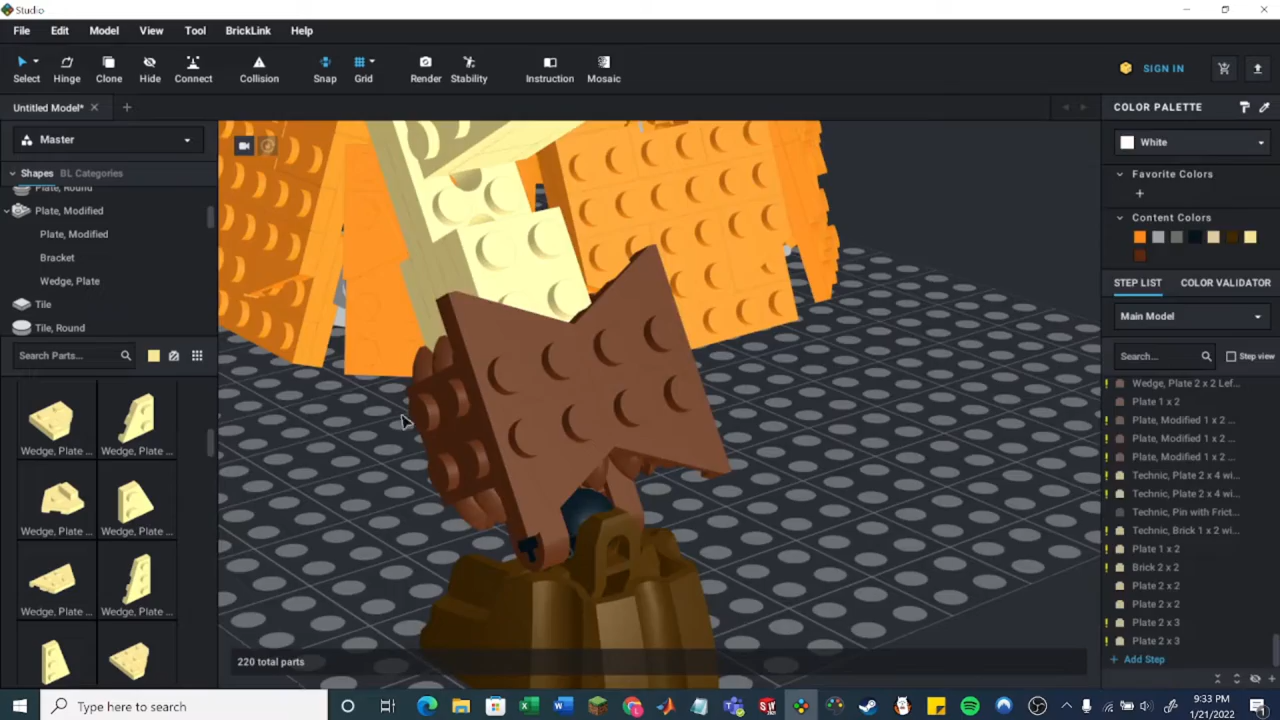 Studio
File Edit Model View Tool BrickLink Help
Select Hinge Clone Hide Connect Collision Snap Grid Render Stability Instruction Mosaic
SIGN IN
Untitled Model*
COLOR PALETTE
Master
White
Shapes BL Categories
Favorite Colors
Plate, Round
Plate, Modified
Content Colors
Plate, Modified
Bracket
Wedge, Plate
STEP LIST COLOR VALIDATOR
Tile
Main Model
Tile, Round
Search Parts...
Search... Step view
Wedge, Plate 2 x 2 Lef...
Plate 1 x 2
Plate, Modified 1 x 2 ...
Plate, Modified 1 x 2 ...
Plate, Modified 1 x 2 ...
Technic, Plate 2 x 4 wi...
Technic, Plate 2 x 4 wi...
Technic, Pin with Frict...
Technic, Brick 1 x 2 wi...
Plate 1 x 2
Brick 2 x 2
Plate 2 x 2
Plate 2 x 2
Plate 2 x 3
Plate 2 x 3
Add Step
Wedge, Plate ... Wedge, Plate ...
Wedge, Plate ... Wedge, Plate ...
Wedge, Plate ... Wedge, Plate ...
220 total parts
Type here to search
9:33 PM
1/21/2022